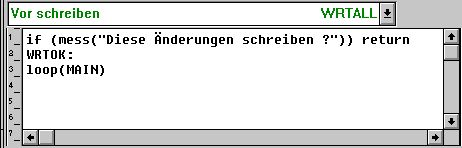 Vor schreiben WRTALL
1 if (mess("Diese Änderungen schreiben ?")) return
2 WRTOK:
3 loop(MAIN)
4
5
6
7